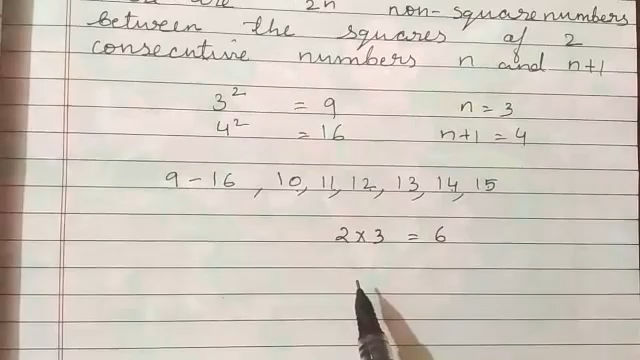 are 2n non-square numbers
between the squares of 2
consecutive numbers n and n+1
3² = 9 n = 3
4² = 16 n+1 = 4
9 - 16 , 10, 11, 12, 13, 14, 15
2 × 3 = 6